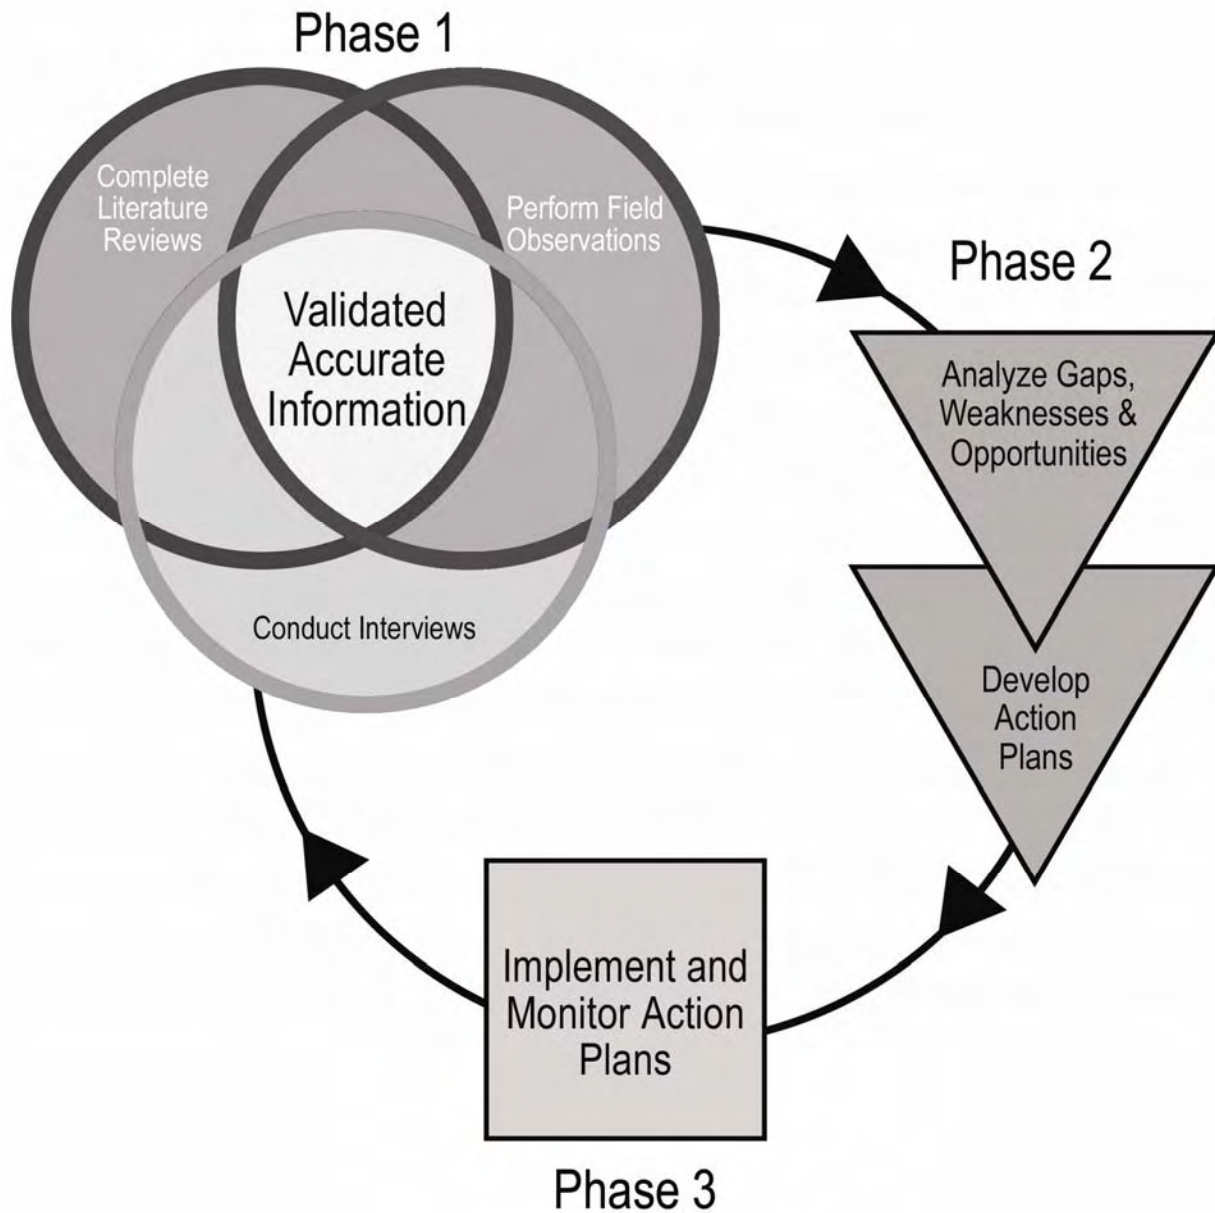 Phase 1
Complete
Literature
Reviews
Perform Field
Observations
Validated
Accurate
Information
Conduct Interviews
Phase 2
Analyze Gaps,
Weaknesses &
Opportunities
Develop
Action
Plans
Implement and
Monitor Action
Plans
Phase 3